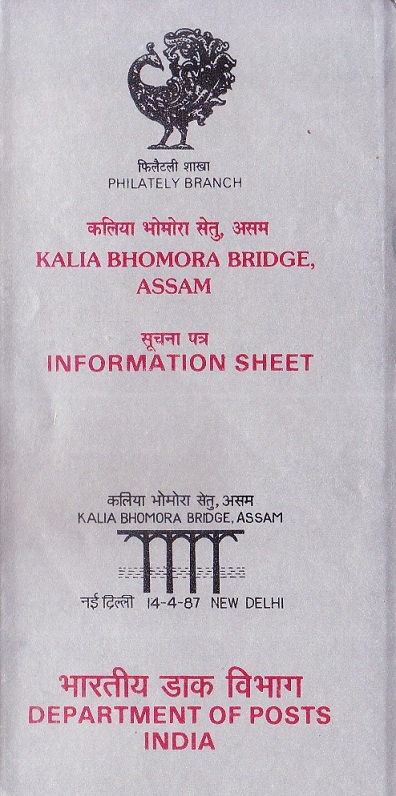 फिलैटली शाखा
PHILATELY BRANCH
कलिया भोमोरा सेतु, असम
KALIA BHOMORA BRIDGE,
ASSAM
सूचना पत्र
INFORMATION SHEET
कलिया भोमोरा सेतु, असम
KALIA BHOMORA BRIDGE, ASSAM
नई दिल्ली 14-4-87 NEW DELHI
भारतीय डाक विभाग
DEPARTMENT OF POSTS
INDIA